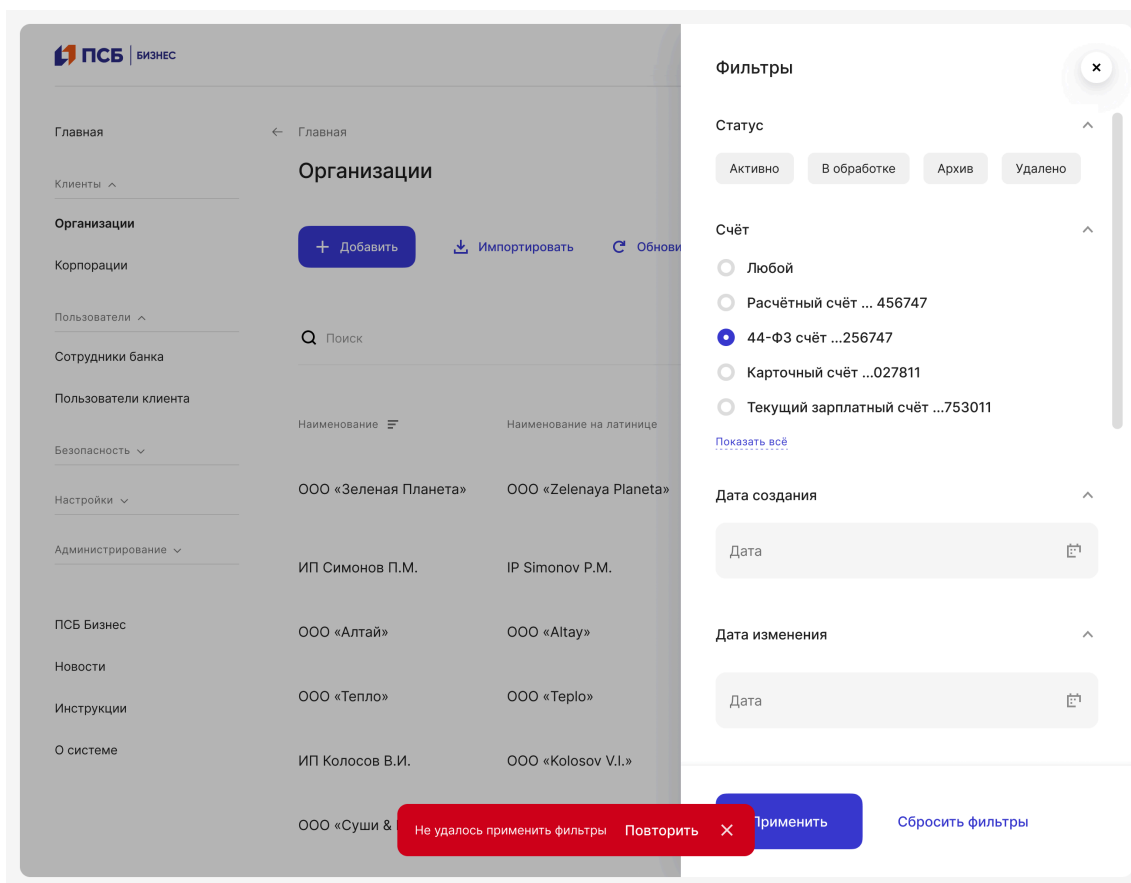 ПСБ БИЗНЕС
Главная
Клиенты
Организации
Корпорации
Пользователи
Сотрудники банка
Пользователи клиента
Безопасность
Настройки
Администрирование
ПСБ Бизнес
Новости
Инструкции
О системе
← Главная
Организации
+ Добавить Импортировать Обнови
Поиск
Наименование Наименование на латинице
ООО «Зеленая Планета» ООО «Zelenaya Planeta»
ИП Симонов П.М. IP Simonov P.M.
ООО «Алтай» ООО «Altay»
ООО «Тепло» ООО «Teplo»
ИП Колосов В.И. ООО «Kolosov V.I.»
ООО «Суши &
Фильтры
Статус
Активно В обработке Архив Удалено
Счёт
Любой
Расчётный счёт ... 456747
44-ФЗ счёт ...256747
Карточный счёт ...027811
Текущий зарплатный счёт ...753011
Показать всё
Дата создания
Дата
Дата изменения
Дата
Применить Сбросить фильтры
Не удалось применить фильтры Повторить